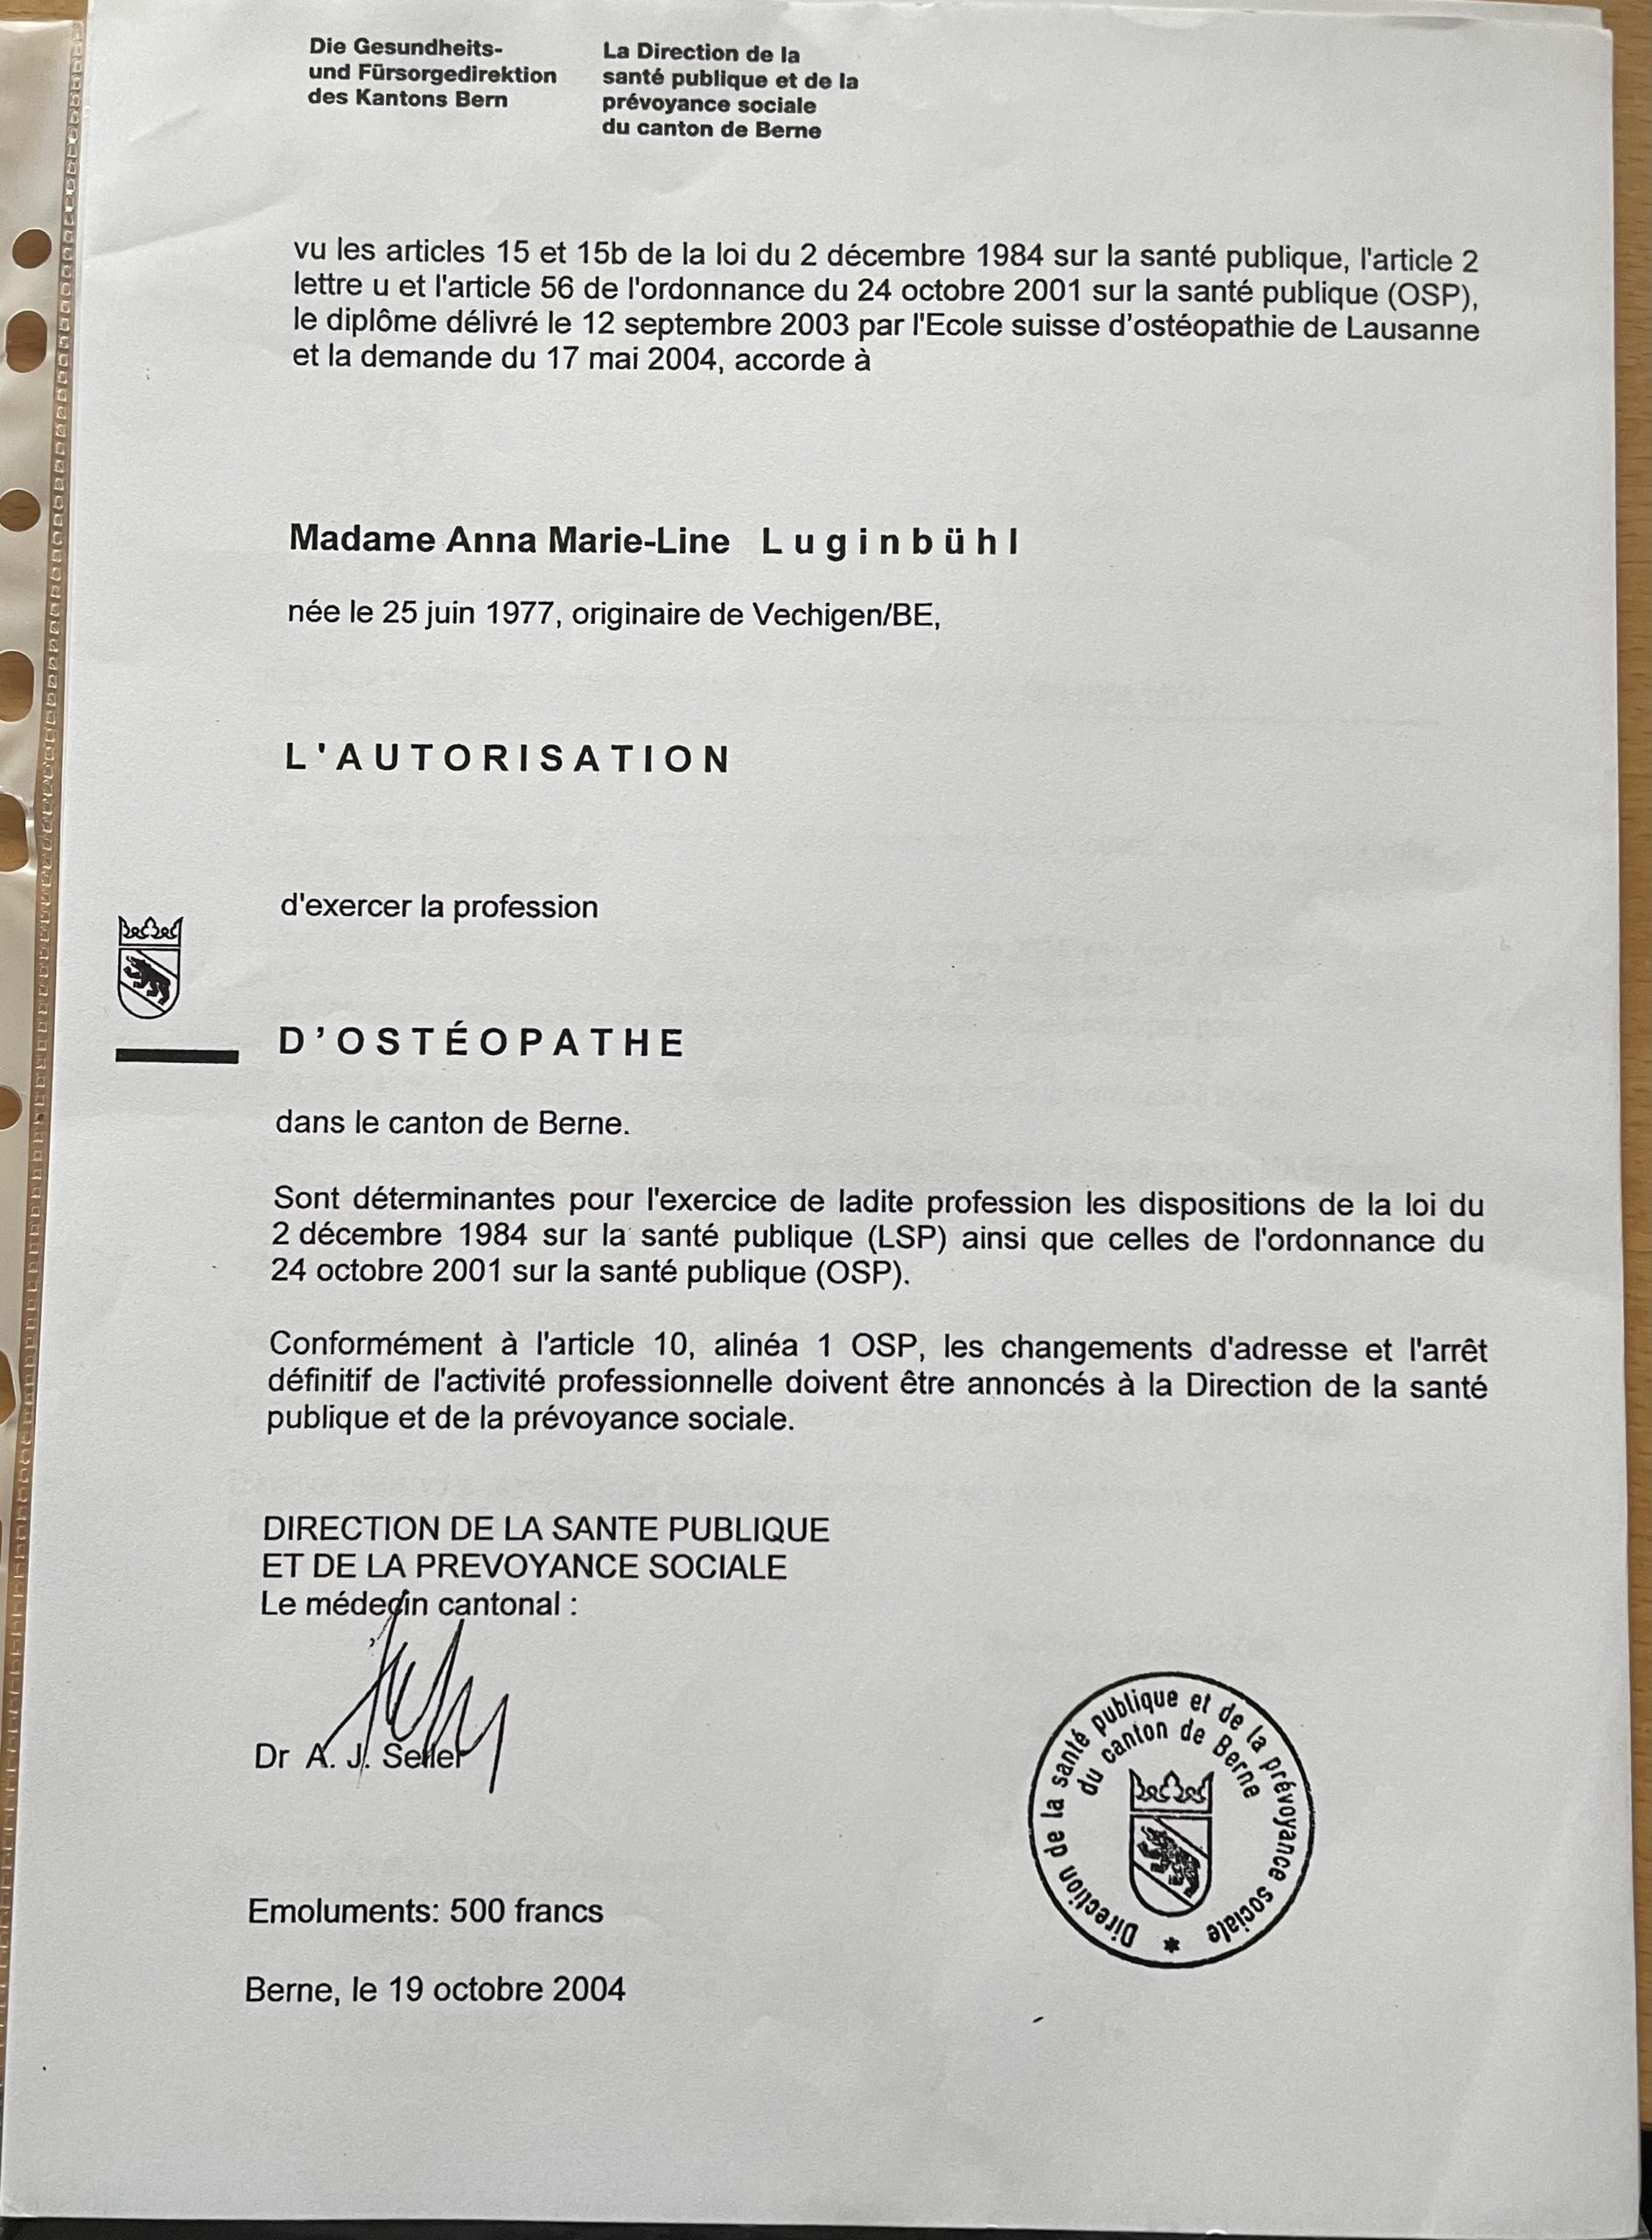 Die Gesundheits-
und Fürsorgedirektion
des Kantons Bern
La Direction de la
santé publique et de la
prévoyance sociale
du canton de Berne
vu les articles 15 et 15b de la loi du 2 décembre 1984 sur la santé publique, l'article 2
lettre u et l'article 56 de l'ordonnance du 24 octobre 2001 sur la santé publique (OSP),
le diplôme délivré le 12 septembre 2003 par l'Ecole suisse d’ostéopathie de Lausanne
et la demande du 17 mai 2004, accorde à
Madame Anna Marie-Line L u g i n b ü h l
née le 25 juin 1977, originaire de Vechigen/BE,
L ' A U T O R I S A T I O N
d'exercer la profession
D ’ O S T É O P A T H E
dans le canton de Berne.
Sont déterminantes pour l'exercice de ladite profession les dispositions de la loi du
2 décembre 1984 sur la santé publique (LSP) ainsi que celles de l'ordonnance du
24 octobre 2001 sur la santé publique (OSP).
Conformément à l'article 10, alinéa 1 OSP, les changements d'adresse et l'arrêt
définitif de l'activité professionnelle doivent être annoncés à la Direction de la santé
publique et de la prévoyance sociale.
DIRECTION DE LA SANTE PUBLIQUE
ET DE LA PREVOYANCE SOCIALE
Le médecin cantonal :
Dr A. J. Seiler
Direction de la santé publique et de la prévoyance sociale *
du canton de Berne
Emoluments: 500 francs
Berne, le 19 octobre 2004